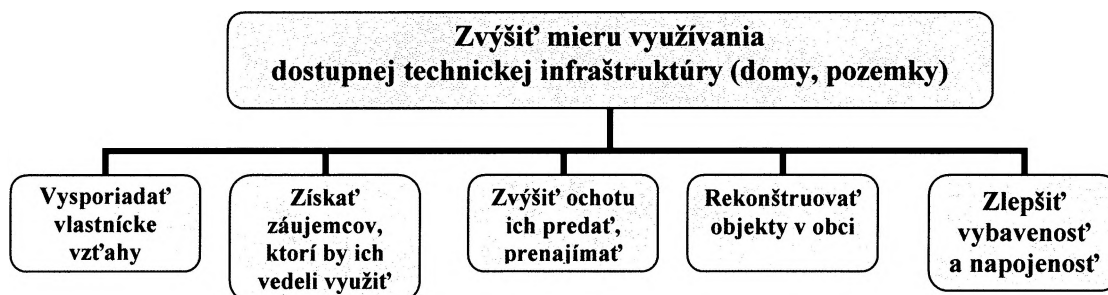 Zvýšiť mieru využívania
dostupnej technickej infraštruktúry (domy, pozemky)
Vysporiadať
vlastnícke
vzťahy
Získať
záujemcov,
ktorí by ich
vedeli využiť
Zvýšiť ochotu
ich predať,
prenajímať
Rekonštruovať
objekty v obci
Zlepšiť
vybavenosť
a napojenosť